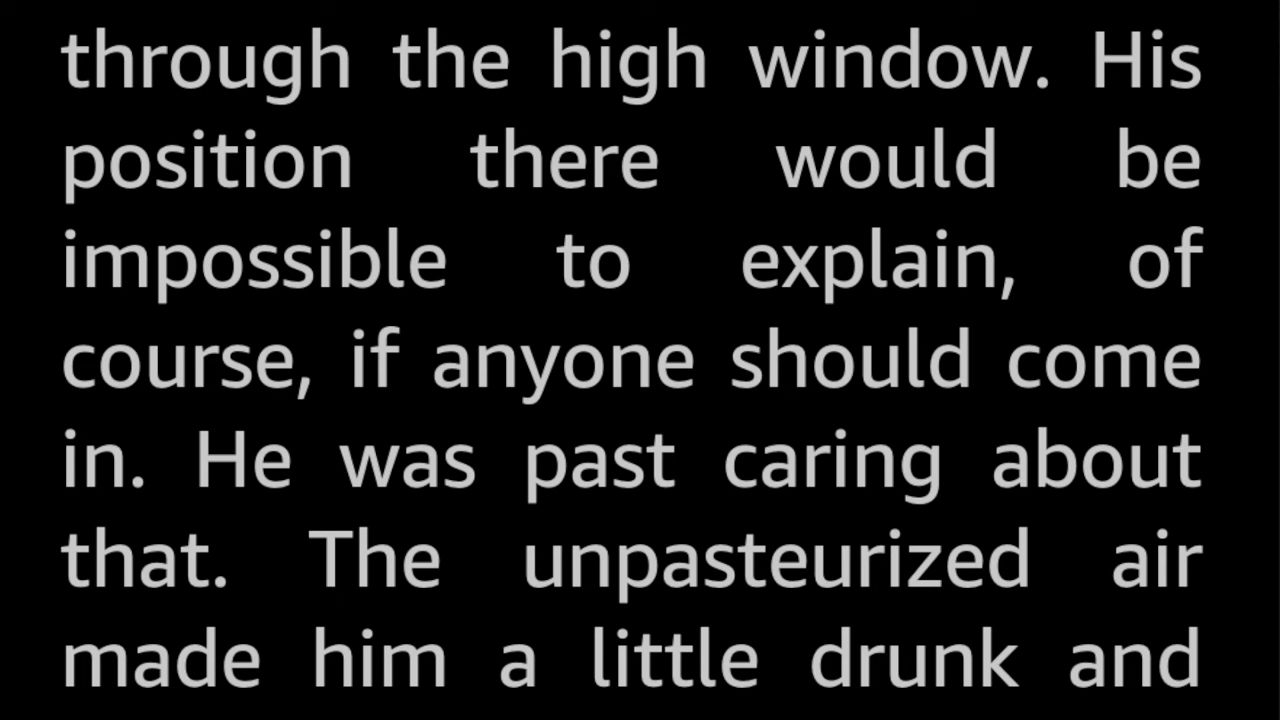 through the high window. His
position there would be
impossible to explain, of
course, if anyone should come
in. He was past caring about
that. The unpasteurized air
made him a little drunk and